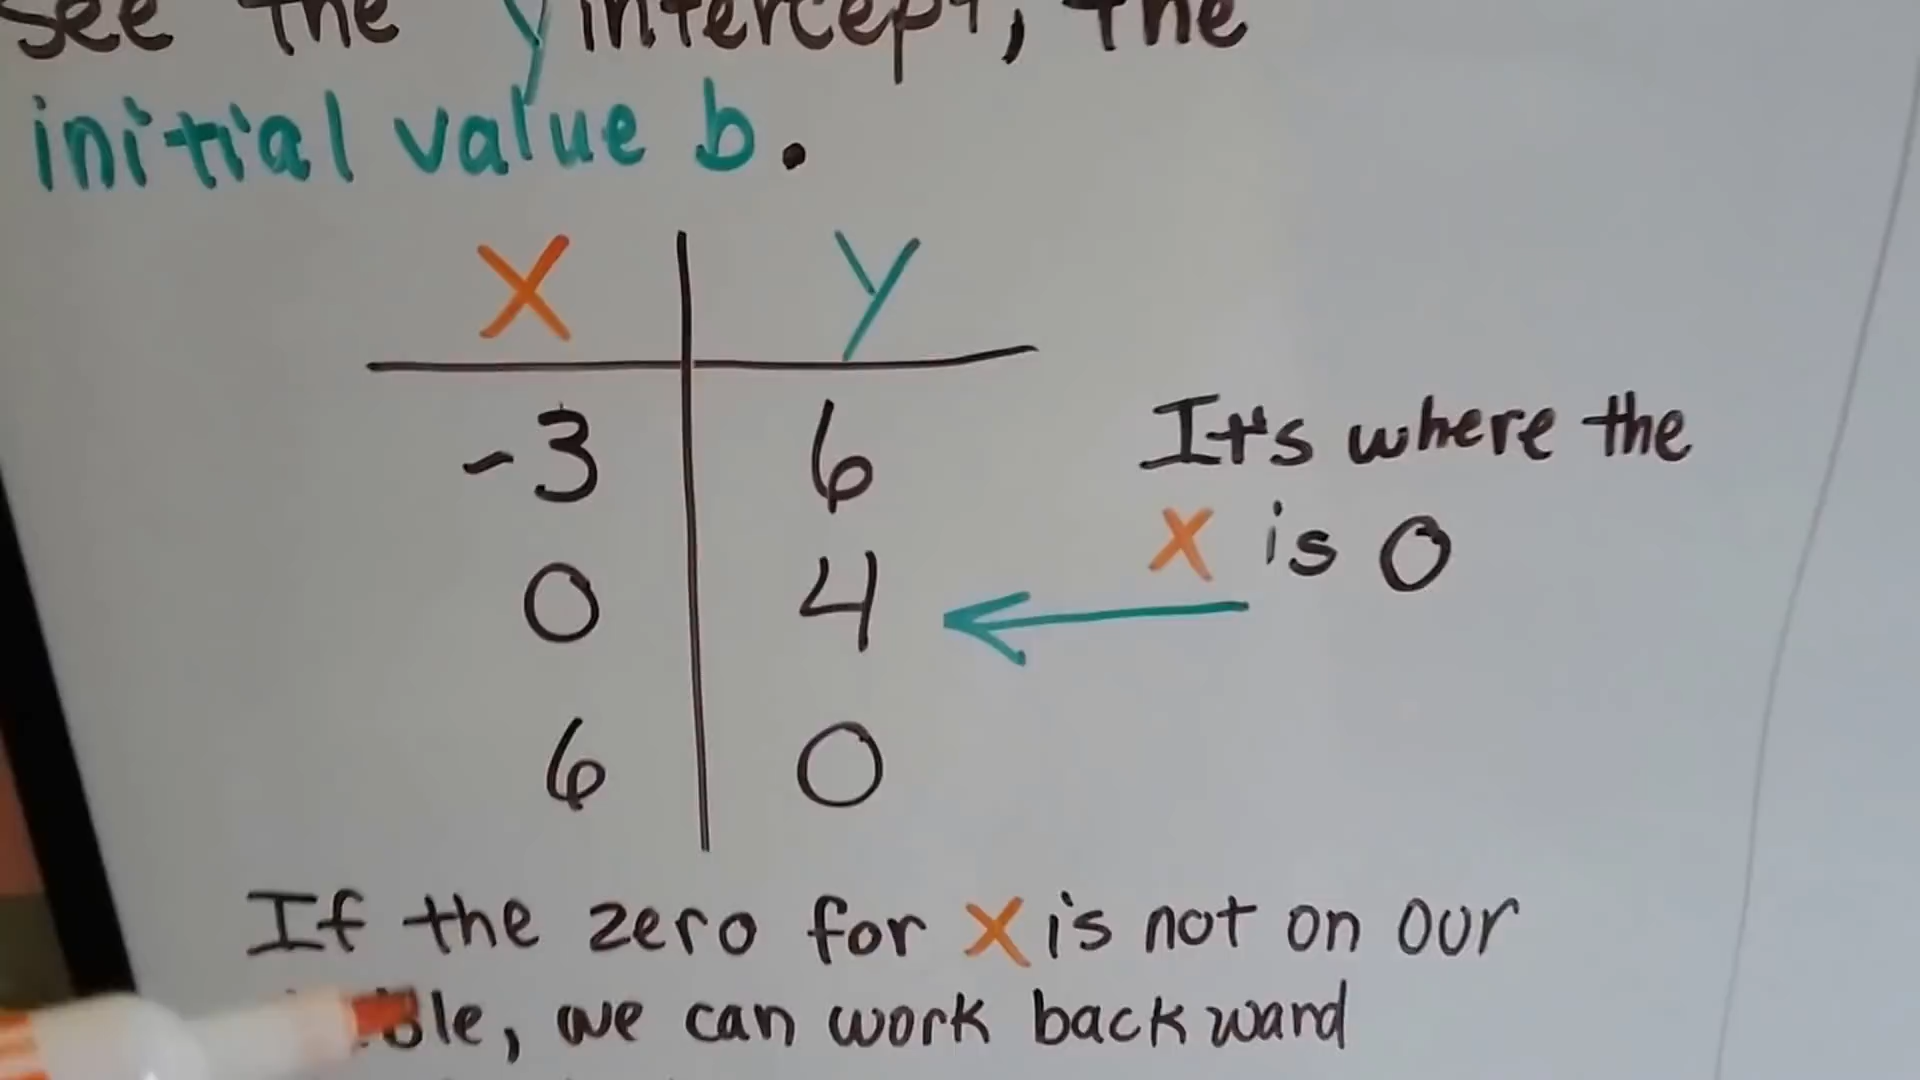 see the y intercept, the
initial value b.
X Y
-3 6
0 4
6 0
It's where the
X is 0
If the zero for X is not on our
we can work backward